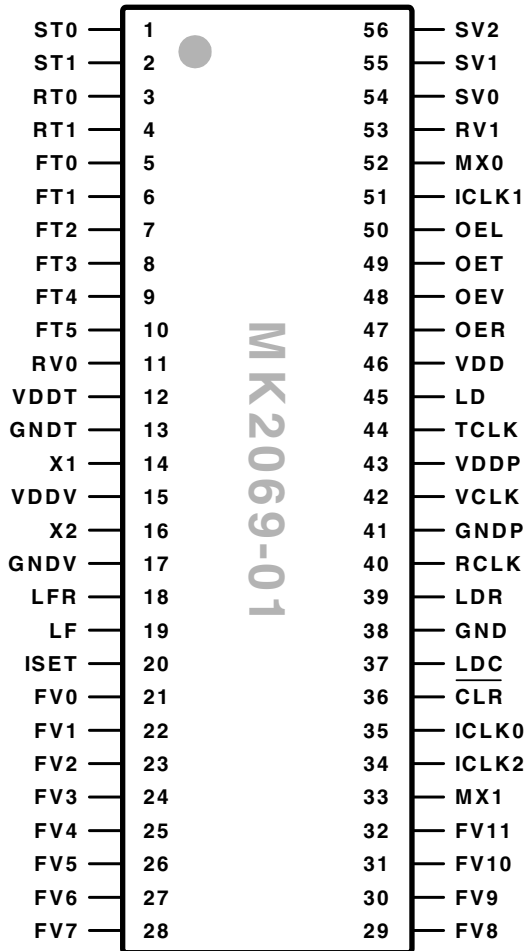 ST0 1 56 SV2
ST1 2 55 SV1
RT0 3 54 SV0
RT1 4 53 RV1
FT0 5 52 MX0
FT1 6 51 ICLK1
FT2 7 50 OEL
FT3 8 49 OET
FT4 9 48 OEV
FT5 10 47 OER
RV0 11 46 VDD
VDDT 12 45 LD
GNDT 13 44 TCLK
X1 14 43 VDDP
VDDV 15 42 VCLK
X2 16 41 GNDP
GNDV 17 40 RCLK
LFR 18 39 LDR
LF 19 38 GND
ISET 20 37 LDC
FV0 21 36 C̅L̅R̅
FV1 22 35 ICLK0
FV2 23 34 ICLK2
FV3 24 33 MX1
FV4 25 32 FV11
FV5 26 31 FV10
FV6 27 30 FV9
FV7 28 29 FV8
MK2069-01